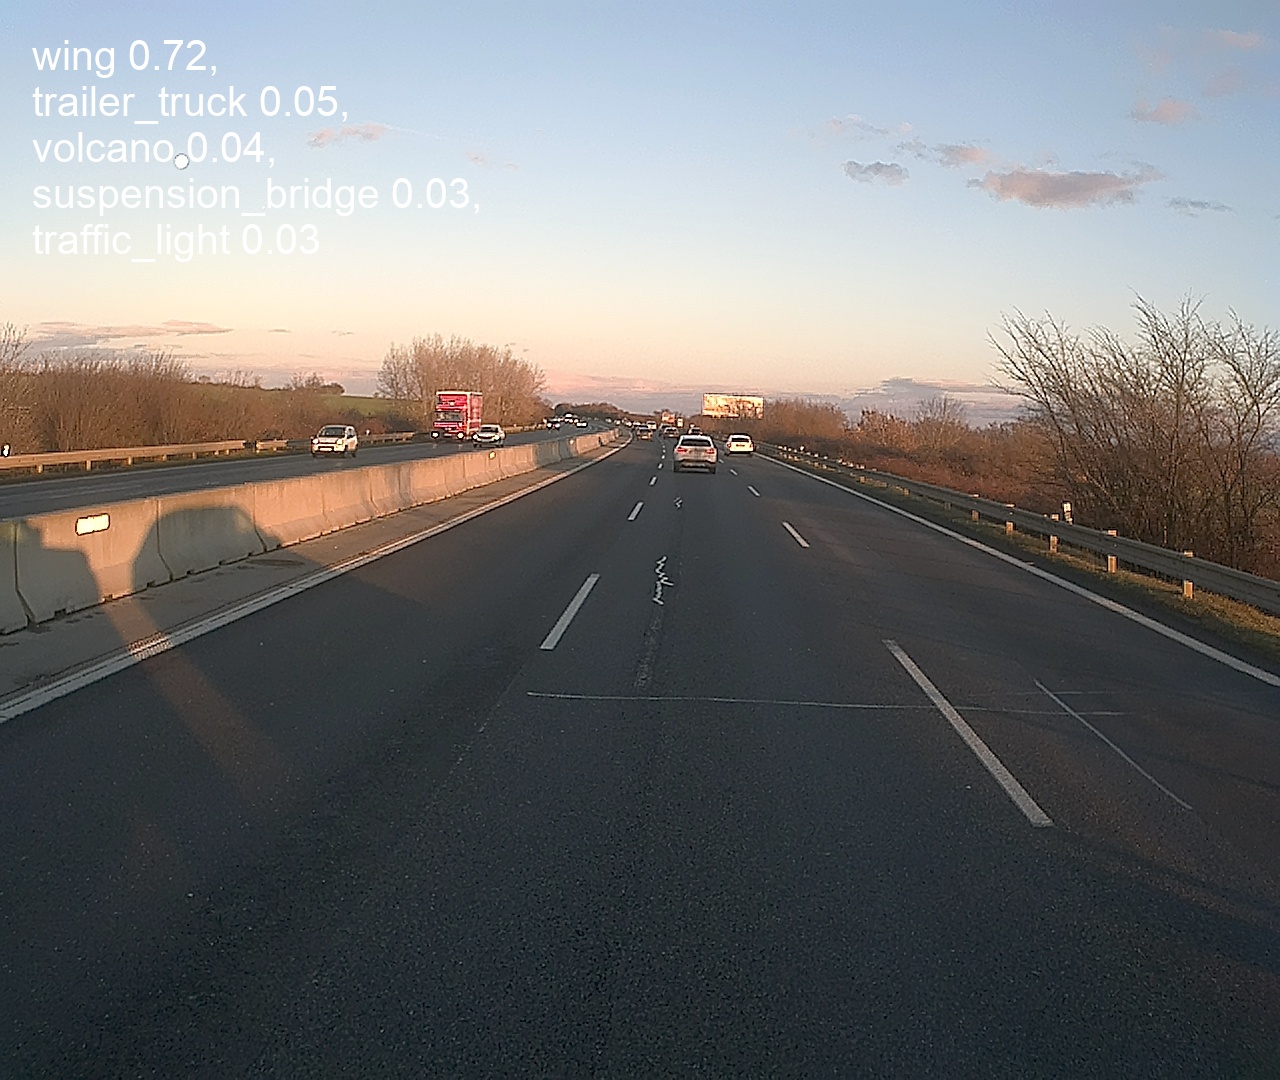 wing 0.72,
trailer_truck 0.05,
volcano 0.04,
suspension_bridge 0.03,
traffic_light 0.03